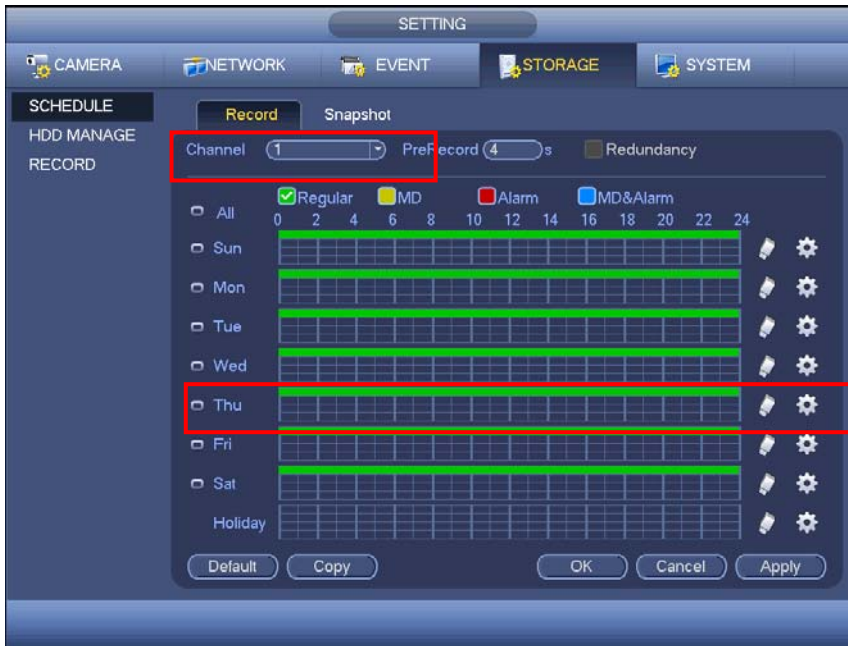 SETTING
CAMERA NETWORK EVENT STORAGE SYSTEM
SCHEDULE
HDD MANAGE
RECORD
Record Snapshot
Channel 1 PreRecord 4 s Redundancy
All Regular MD Alarm MD&Alarm
0 2 4 6 8 10 12 14 16 18 20 22 24
Sun
Mon
Tue
Wed
Thu
Fri
Sat
Holiday
Default Copy OK Cancel Apply